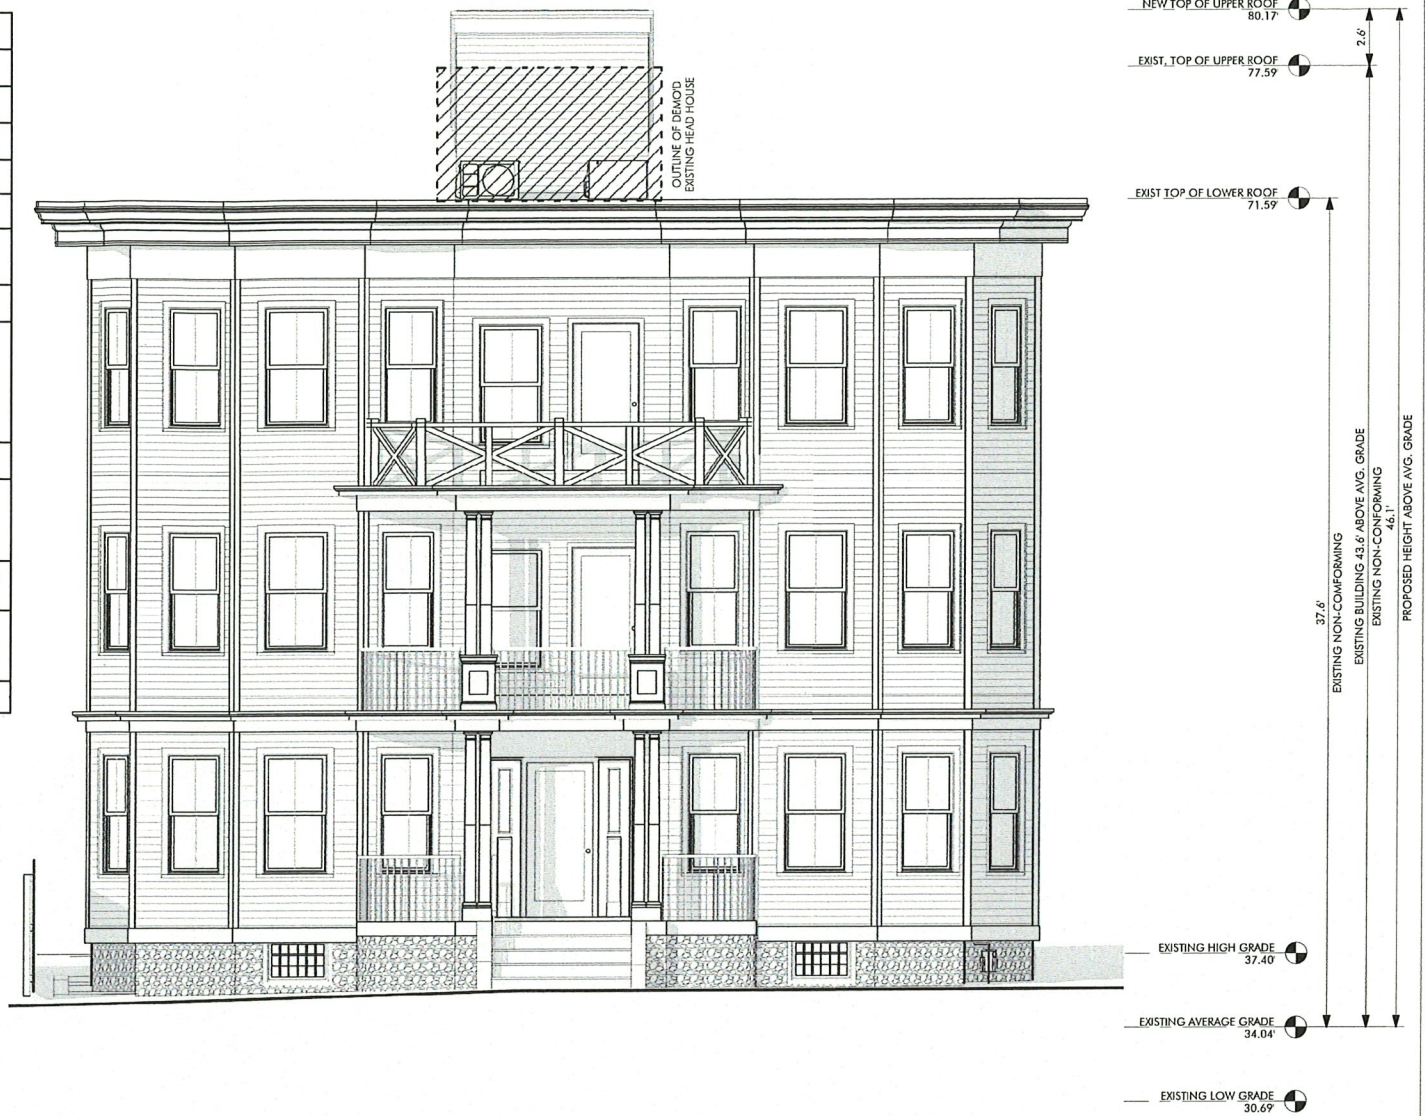 NEW TOP OF UPPER ROOF
80.17'
2.6'
EXIST, TOP OF UPPER ROOF
77.59'
OUTLINE OF DEMO'D
EXISTING HEAD HOUSE
EXIST TOP OF LOWER ROOF
71.59'
37.6'
EXISTING NON-COMFORMING
EXISTING BUILDING 43.6' ABOVE AVG. GRADE
EXISTING NON-CONFORMING
46.1'
PROPOSED HEIGHT ABOVE AVG. GRADE
EXISTING HIGH GRADE
37.40'
EXISTING AVERAGE GRADE
34.04'
EXISTING LOW GRADE
30.69'